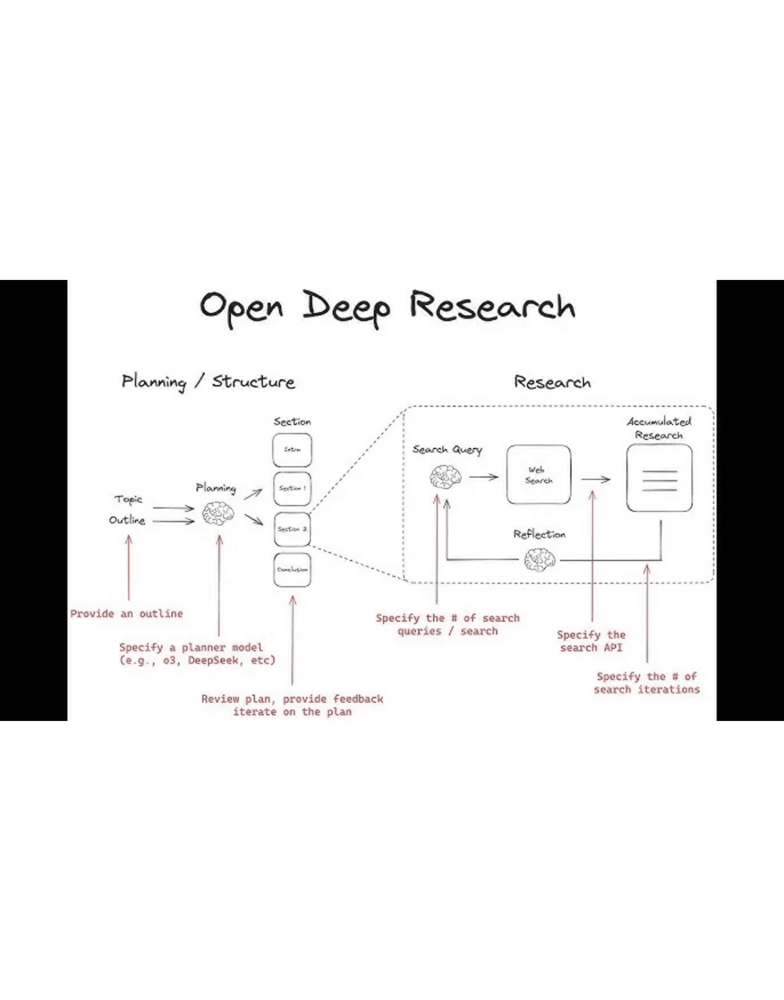 Open Deep Research
Planning / Structure
Section
Intro
Section 1
Section 2
Conclusion
Planning
Topic
Outline
Provide an outline
Specify a planner model
(e.g., o3, DeepSeek, etc)
Review plan, provide feedback
iterate on the plan
Research
Search Query
Web
Search
Accumulated
Research
Reflection
Specify the # of search
queries / search
Specify the
search API
Specify the # of
search iterations